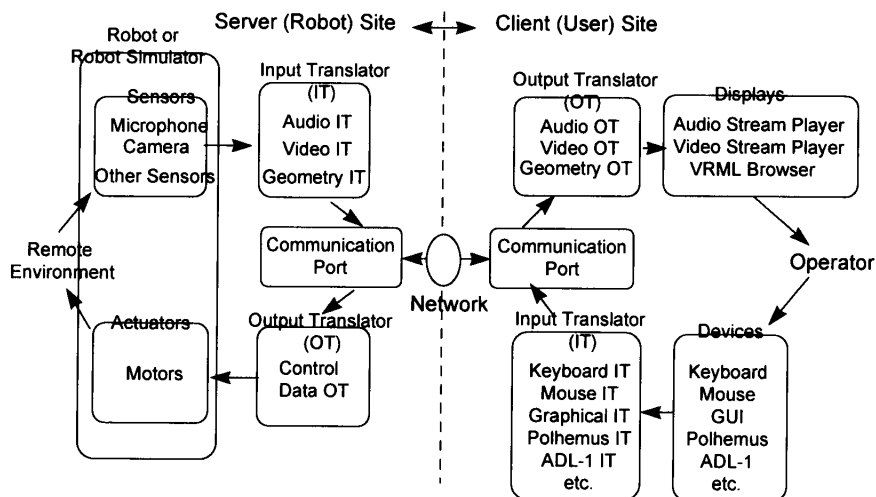 Server (Robot) Site
Client (User) Site
Robot or
Robot Simulator
Sensors
Microphone
Camera
Other Sensors
Input Translator
(IT)
Audio IT
Video IT
Geometry IT
Output Translator
(OT)
Audio OT
Video OT
Geometry OT
Displays
Audio Stream Player
Video Stream Player
VRML Browser
Remote
Environment
Communication
Port
Network
Communication
Port
Operator
Actuators
Motors
Output Translator
(OT)
Control
Data OT
Input Translator
(IT)
Keyboard IT
Mouse IT
Graphical IT
Polhemus IT
ADL-1 IT
etc.
Devices
Keyboard
Mouse
GUI
Polhemus
ADL-1
etc.